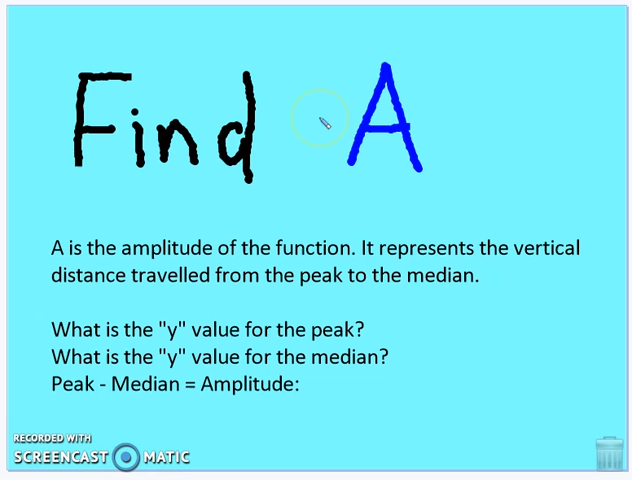 Find A
A is the amplitude of the function. It represents the vertical
distance travelled from the peak to the median.
What is the "y" value for the peak?
What is the "y" value for the median?
Peak - Median = Amplitude:
RECORDED WITH
SCREENCAST MATIC